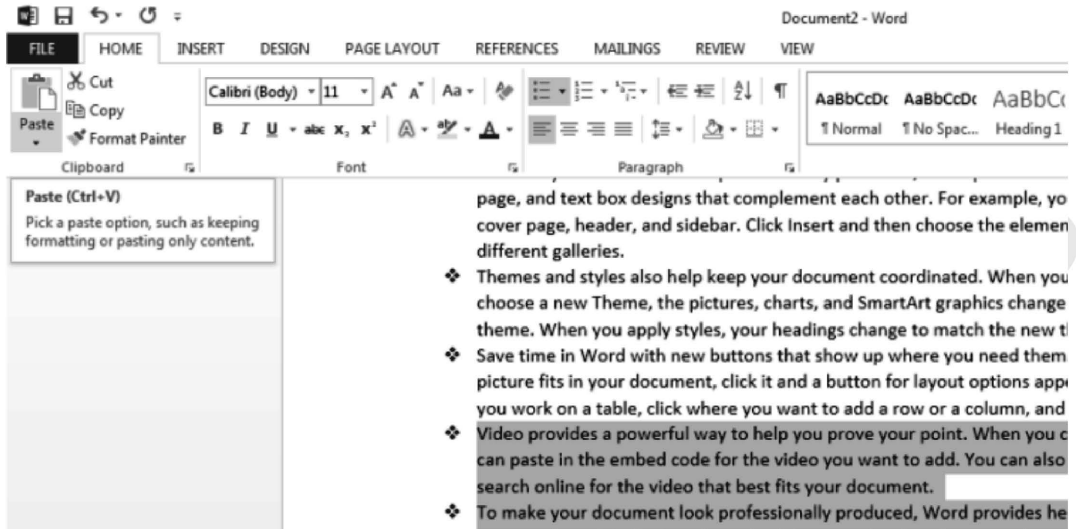 Document2 - Word
FILE HOME INSERT DESIGN PAGE LAYOUT REFERENCES MAILINGS REVIEW VIEW
Cut
Copy
Format Painter
Paste
Calibri (Body) 11
AaBbCcDc AaBbCcDc AaBbCc
¶ Normal ¶ No Spac... Heading 1
Clipboard Font Paragraph
Paste (Ctrl+V)
Pick a paste option, such as keeping
formatting or pasting only content.
page, and text box designs that complement each other. For example, yo
cover page, header, and sidebar. Click Insert and then choose the elemen
different galleries.
❖ Themes and styles also help keep your document coordinated. When you
choose a new Theme, the pictures, charts, and SmartArt graphics change
theme. When you apply styles, your headings change to match the new t
❖ Save time in Word with new buttons that show up where you need them
picture fits in your document, click it and a button for layout options appe
you work on a table, click where you want to add a row or a column, and
❖ Video provides a powerful way to help you prove your point. When you c
can paste in the embed code for the video you want to add. You can also
search online for the video that best fits your document.
❖ To make your document look professionally produced, Word provides he